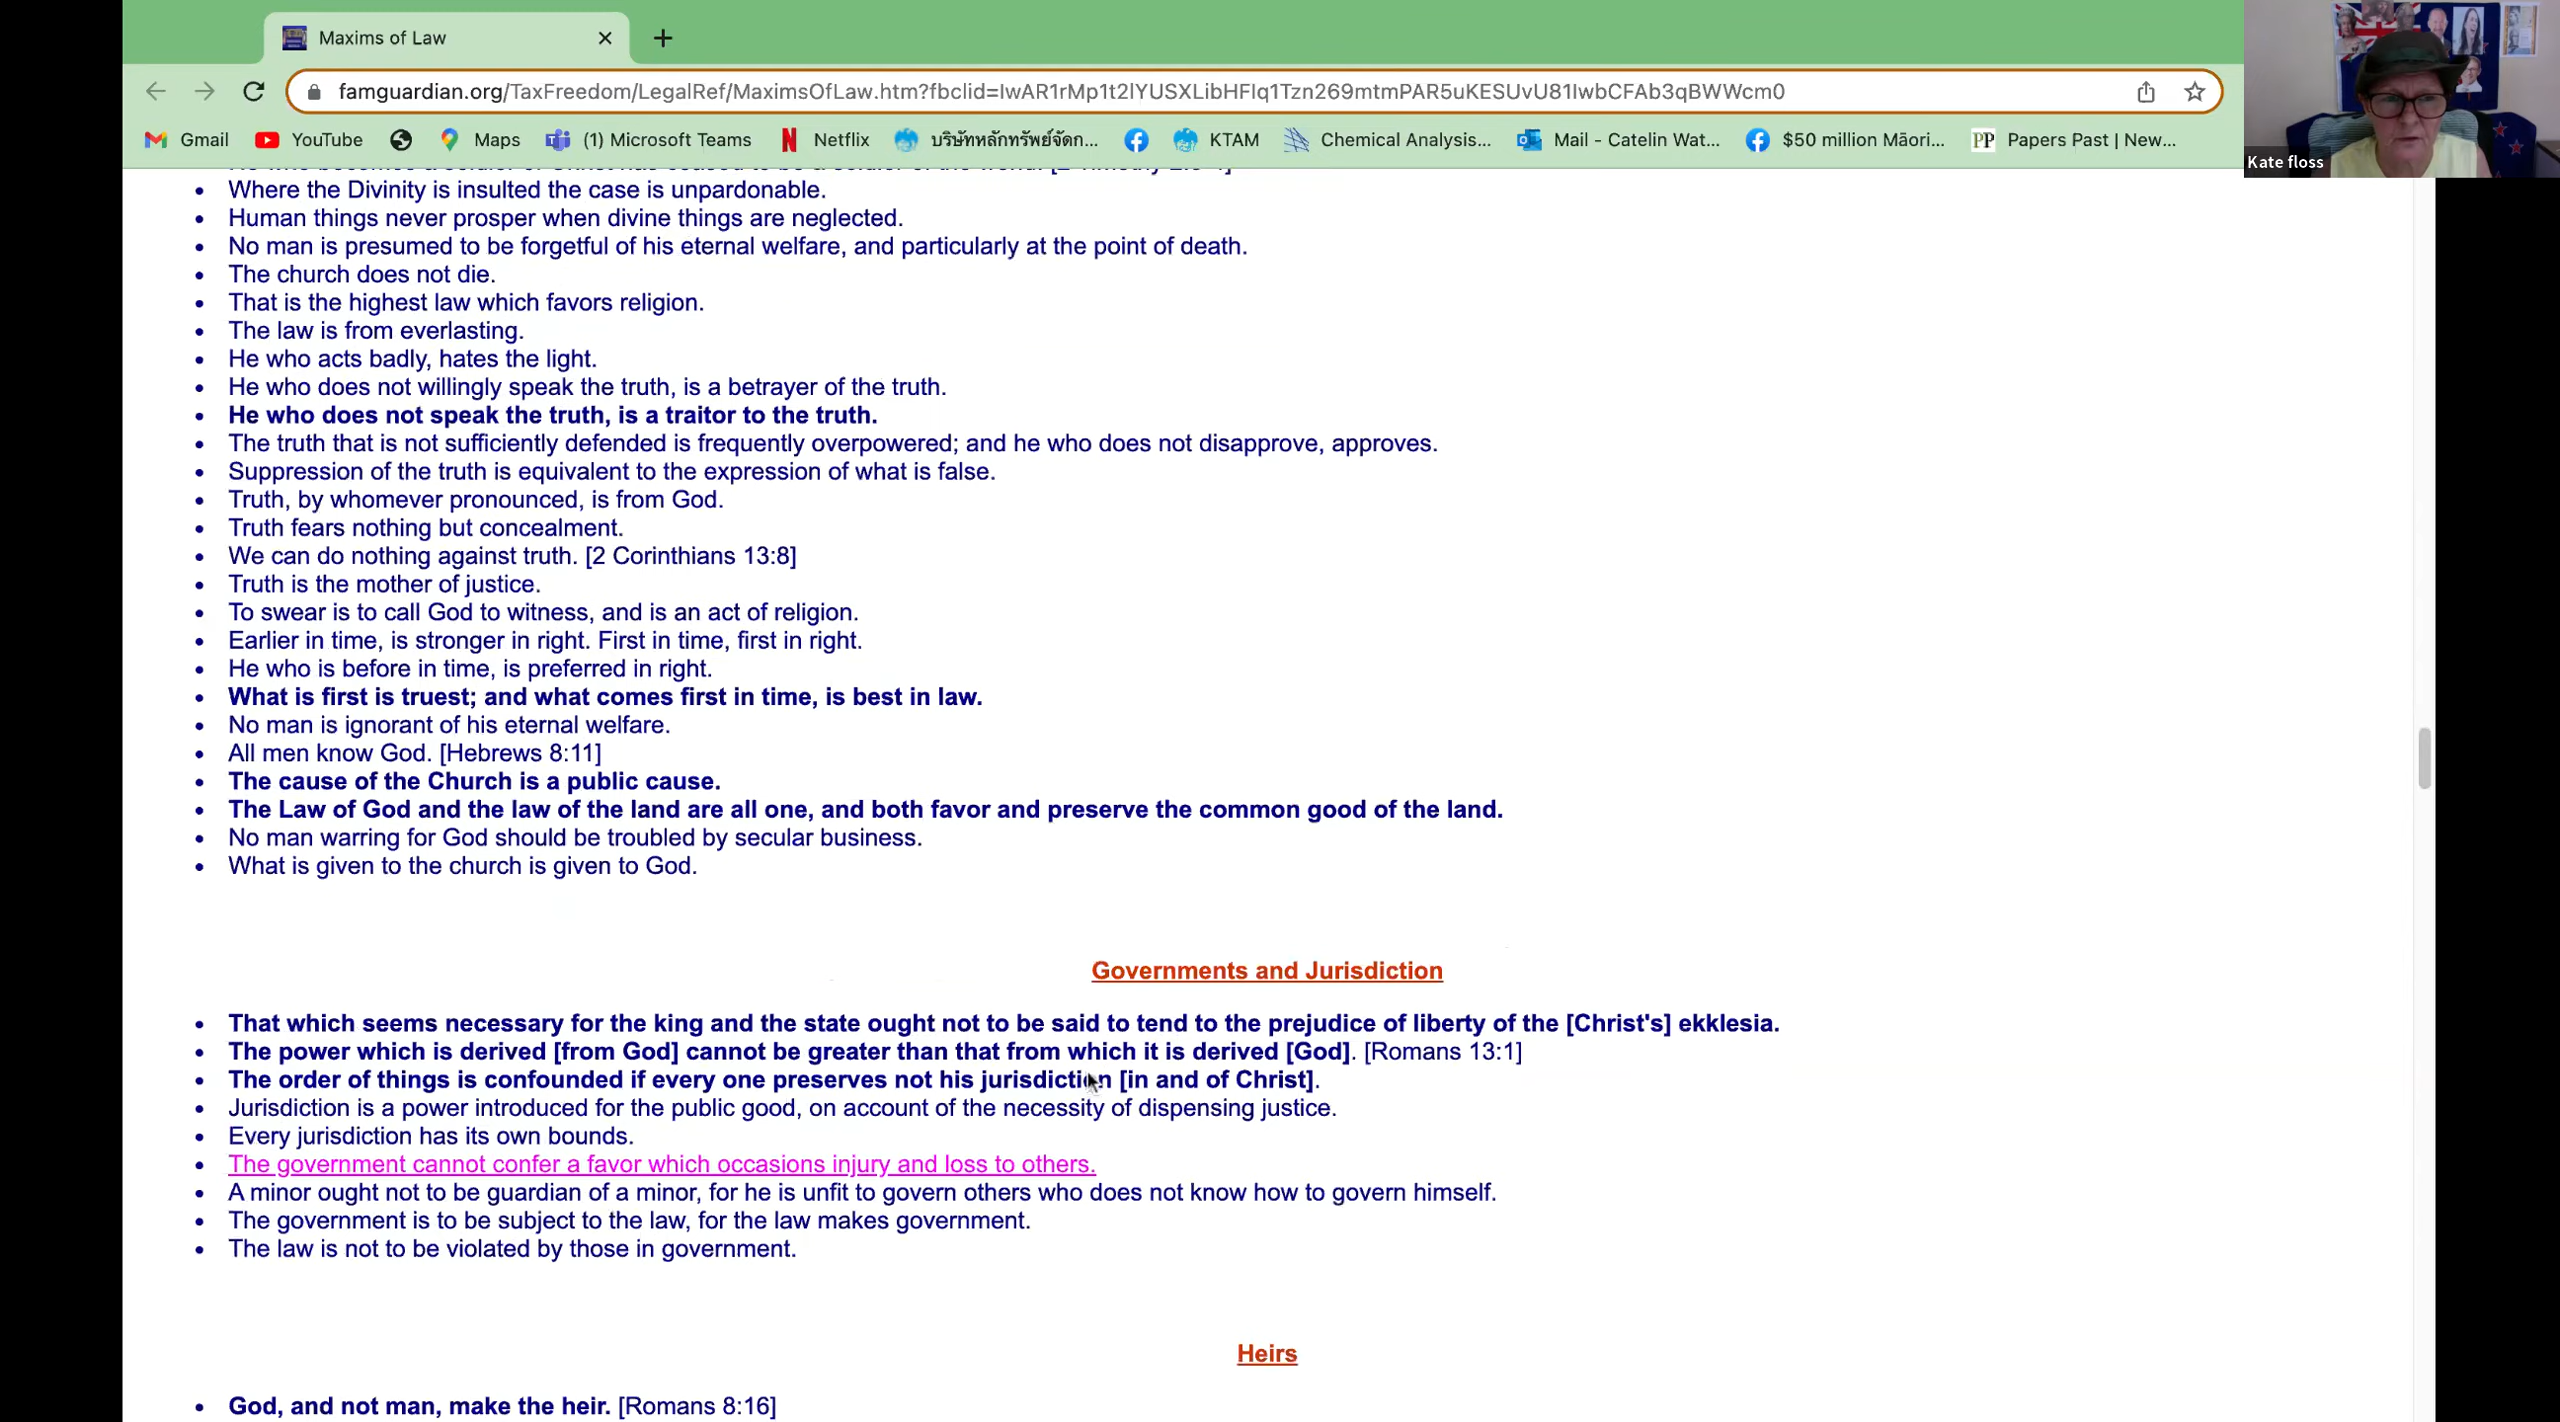 Maxims of Law
famguardian.org/TaxFreedom/LegalRef/MaximsOfLaw.htm?fbclid=IwAR1rMp1t2lYUSXLibHFIq1Tzn269mtmPAR5uKESUvU81IwbCFAb3qBWWcm0
Gmail YouTube Maps (1) Microsoft Teams Netflix บริษัทหลักทรัพย์จัดก... KTAM Chemical Analysis... Mail - Catelin Wat... $50 million Māori... PP Papers Past | New...
Kate floss
• Where the Divinity is insulted the case is unpardonable.
• Human things never prosper when divine things are neglected.
• No man is presumed to be forgetful of his eternal welfare, and particularly at the point of death.
• The church does not die.
• That is the highest law which favors religion.
• The law is from everlasting.
• He who acts badly, hates the light.
• He who does not willingly speak the truth, is a betrayer of the truth.
• He who does not speak the truth, is a traitor to the truth.
• The truth that is not sufficiently defended is frequently overpowered; and he who does not disapprove, approves.
• Suppression of the truth is equivalent to the expression of what is false.
• Truth, by whomever pronounced, is from God.
• Truth fears nothing but concealment.
• We can do nothing against truth. [2 Corinthians 13:8]
• Truth is the mother of justice.
• To swear is to call God to witness, and is an act of religion.
• Earlier in time, is stronger in right. First in time, first in right.
• He who is before in time, is preferred in right.
• What is first is truest; and what comes first in time, is best in law.
• No man is ignorant of his eternal welfare.
• All men know God. [Hebrews 8:11]
• The cause of the Church is a public cause.
• The Law of God and the law of the land are all one, and both favor and preserve the common good of the land.
• No man warring for God should be troubled by secular business.
• What is given to the church is given to God.
Governments and Jurisdiction
• That which seems necessary for the king and the state ought not to be said to tend to the prejudice of liberty of the [Christ's] ekklesia.
• The power which is derived [from God] cannot be greater than that from which it is derived [God]. [Romans 13:1]
• The order of things is confounded if every one preserves not his jurisdiction [in and of Christ].
• Jurisdiction is a power introduced for the public good, on account of the necessity of dispensing justice.
• Every jurisdiction has its own bounds.
• The government cannot confer a favor which occasions injury and loss to others.
• A minor ought not to be guardian of a minor, for he is unfit to govern others who does not know how to govern himself.
• The government is to be subject to the law, for the law makes government.
• The law is not to be violated by those in government.
Heirs
• God, and not man, make the heir. [Romans 8:16]